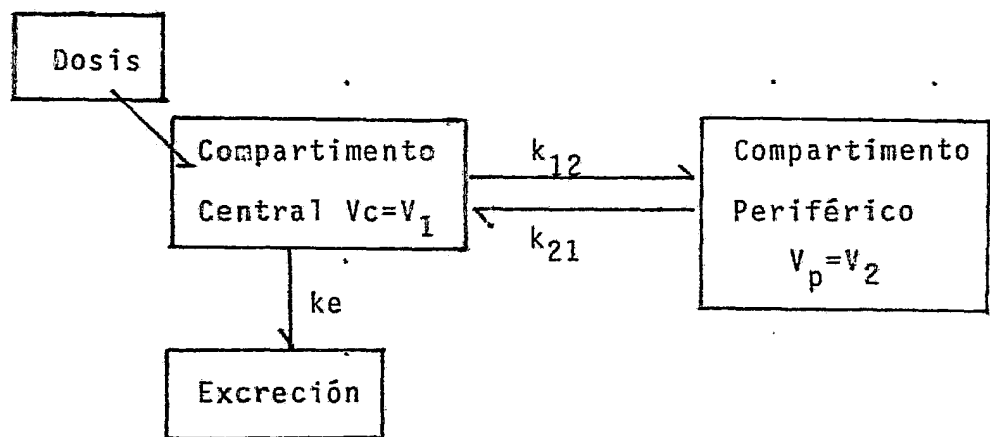 Dosis
Compartimento
Central Vc=V1
k12
k21
Compartimento
Periférico
Vp=V2
ke
Excreción